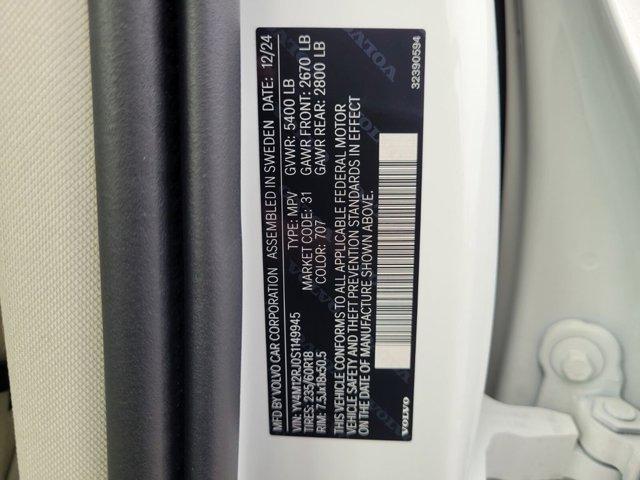 MFD BY VOLVO CAR CORPORATION ASSEMBLED IN SWEDEN 12/24
VIN: YV4M12RJ0S1149945 TYPE: MPV GVWR: 5400 LB
TIRES: 235/60R18 MARKET CODE: 31 GAWR FRONT: 2670 LB
RIM: 7.5Jx18x50.5 COLOR: 707 GAWR REAR: 2800 LB
THIS VEHICLE CONFORMS TO ALL APPLICABLE FEDERAL MOTOR
VEHICLE SAFETY AND THEFT PREVENTION STANDARDS IN EFFECT
ON THE DATE OF MANUFACTURE SHOWN ABOVE.
VOLVO
32390594